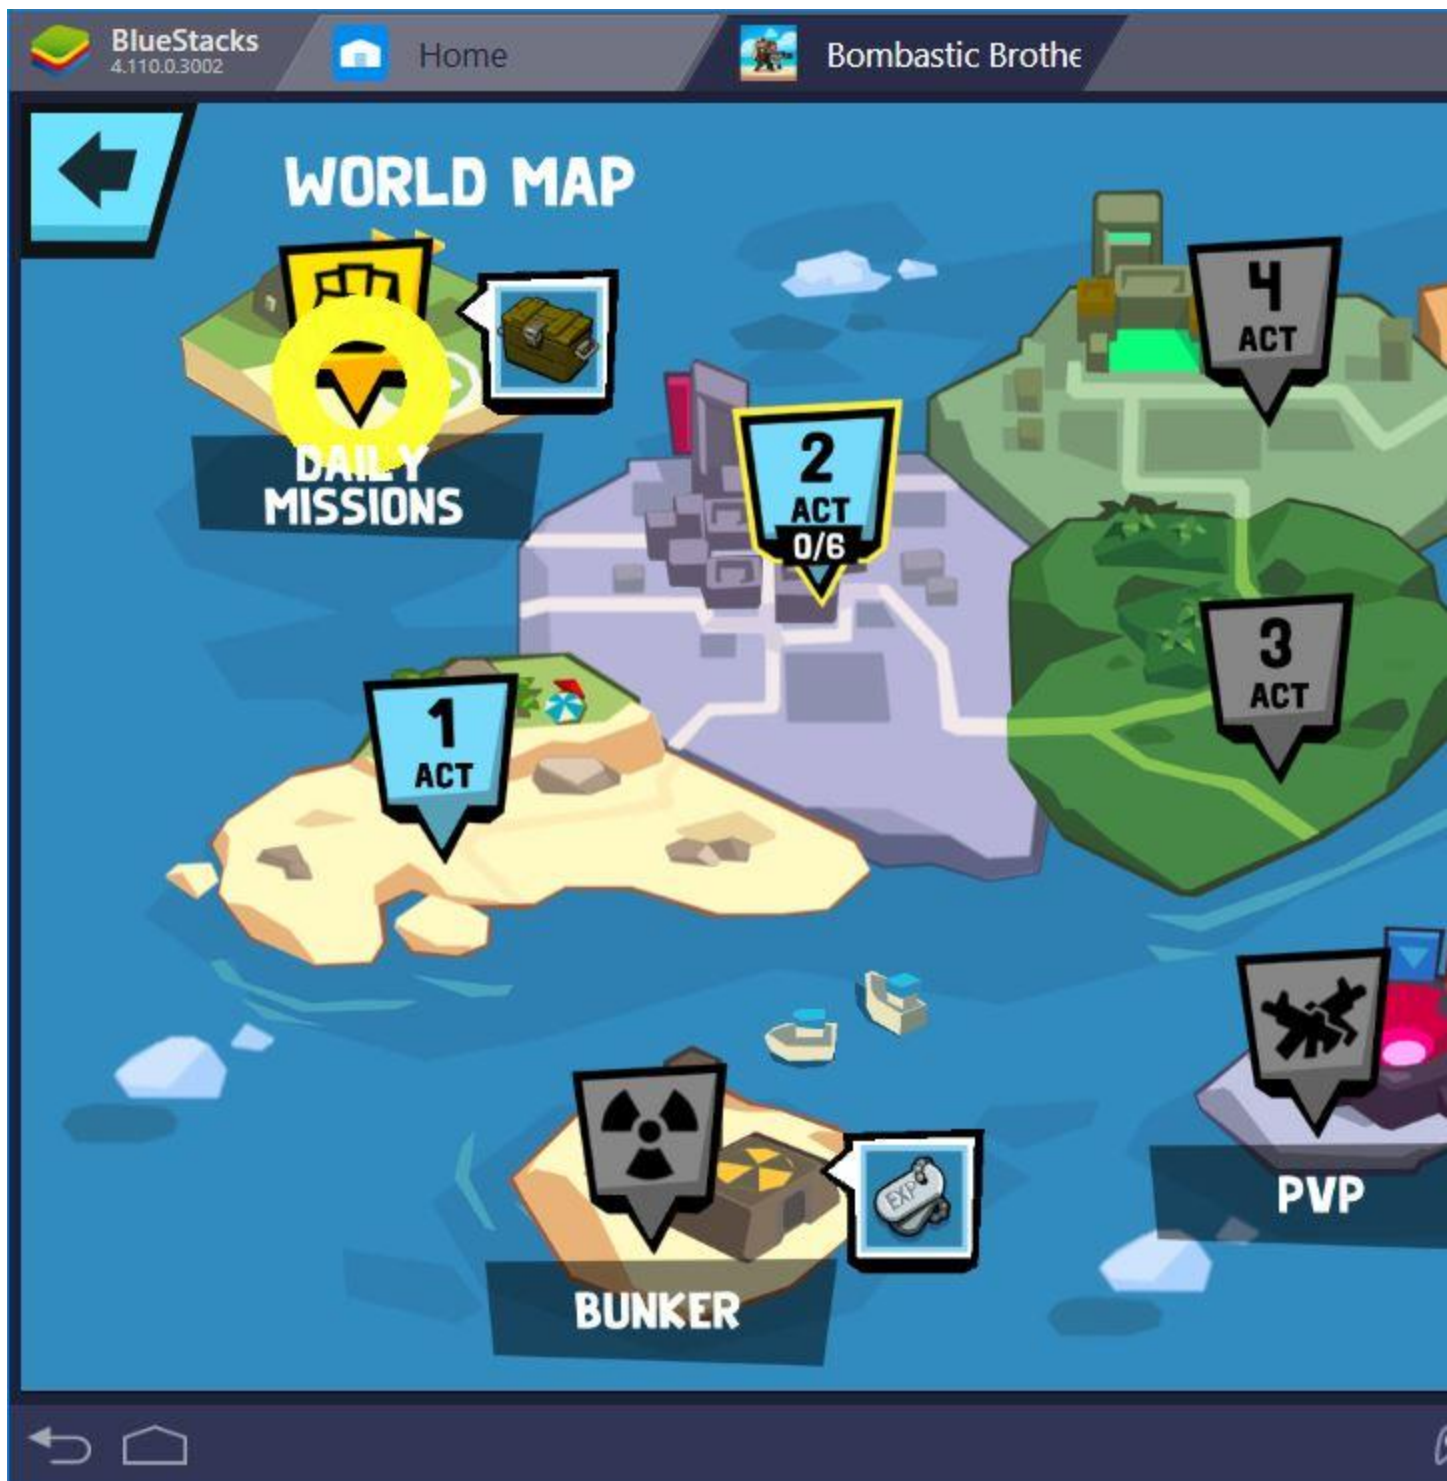 BlueStacks
4.110.0.3002
Home
Bombastic Brothe
WORLD MAP
4
ACT
2
ACT
0/6
DAILY
MISSIONS
3
ACT
1
ACT
PVP
EXP
BUNKER